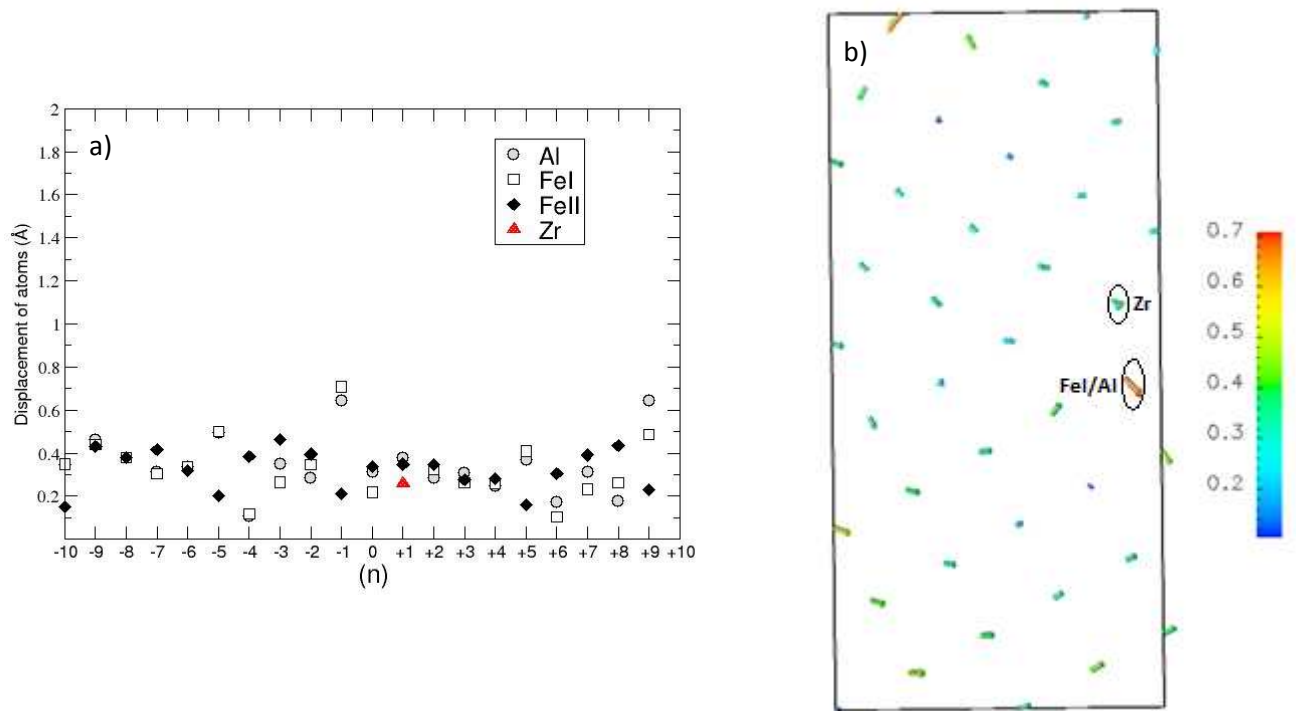 a)
Displacement of atoms (Å)
2
1.8
1.6
1.4
1.2
1
0.8
0.6
0.4
0.2
-10 -9 -8 -7 -6 -5 -4 -3 -2 -1 0 +1 +2 +3 +4 +5 +6 +7 +8 +9 +10
(n)
Al
FeI
FeII
Zr
b)
Zr
FeI/Al
0.7
0.6
0.5
0.4
0.3
0.2